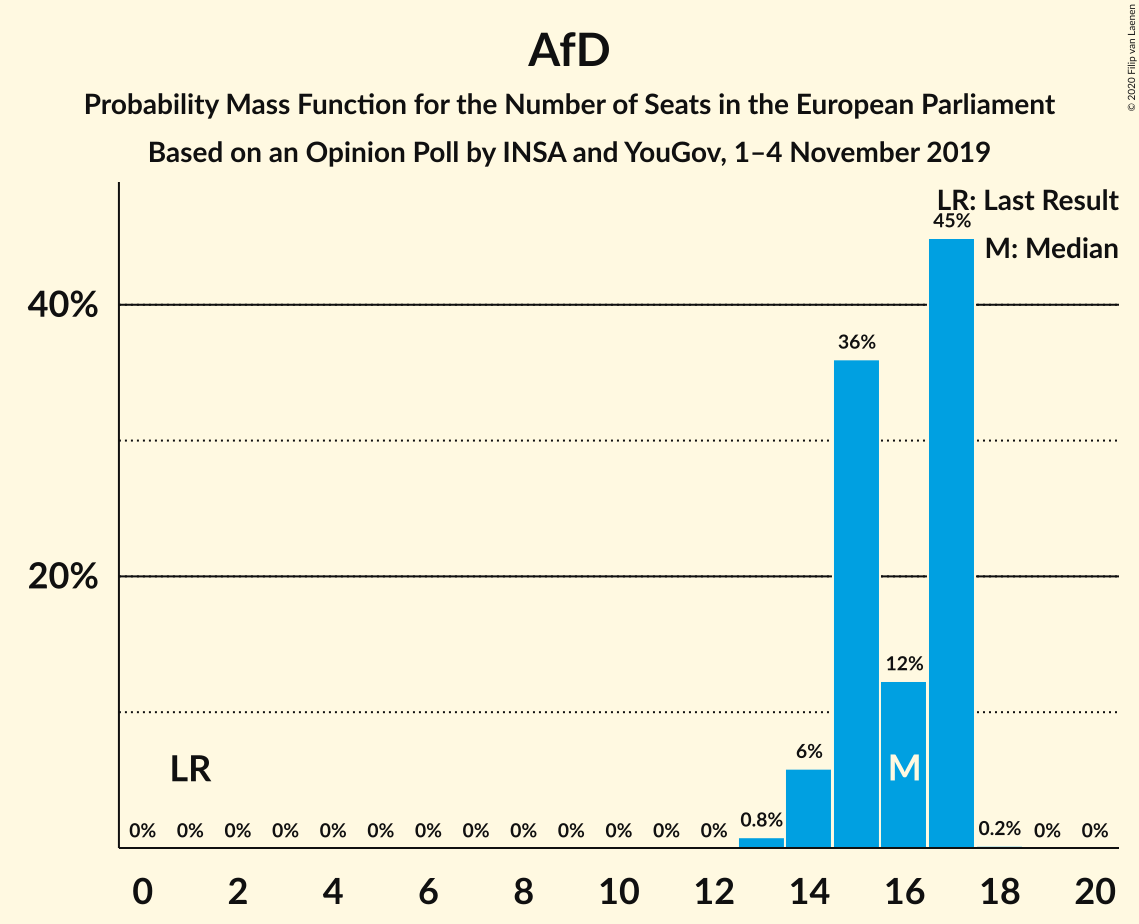 AfD
Probability Mass Function for the Number of Seats in the European Parliament
Based on an Opinion Poll by INSA and YouGov, 1–4 November 2019
© 2020 Filip van Laenen
LR: Last Result
M: Median
45%
40%
36%
20%
12%
6%
LR
M
0% 0% 0% 0% 0% 0% 0% 0% 0% 0% 0% 0% 0% 0.8% 0.2% 0% 0%
0 2 4 6 8 10 12 14 16 18 20